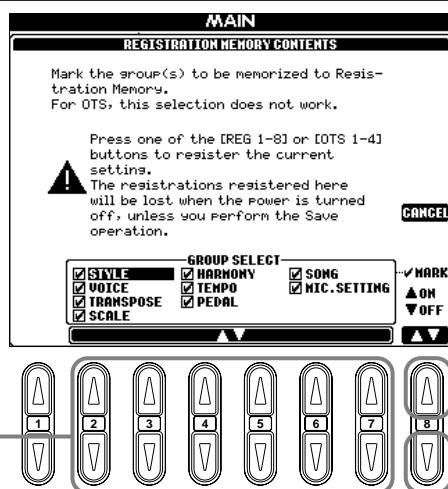 MAIN
REGISTRATION MEMORY CONTENTS
Mark the group(s) to be memorized to Regis-
tration Memory.
For OTS, this selection does not work.
Press one of the [REG 1-8] or [OTS 1-4]
buttons to register the current
setting.
The registrations registered here
will be lost when the power is turned
off, unless you perform the Save
operation.
CANCEL
GROUP SELECT
STYLE HARMONY SONG
VOICE TEMPO MIC.SETTING
TRANSPOSE PEDAL
SCALE
MARK
ON
OFF
1 2 3 4 5 6 7 8